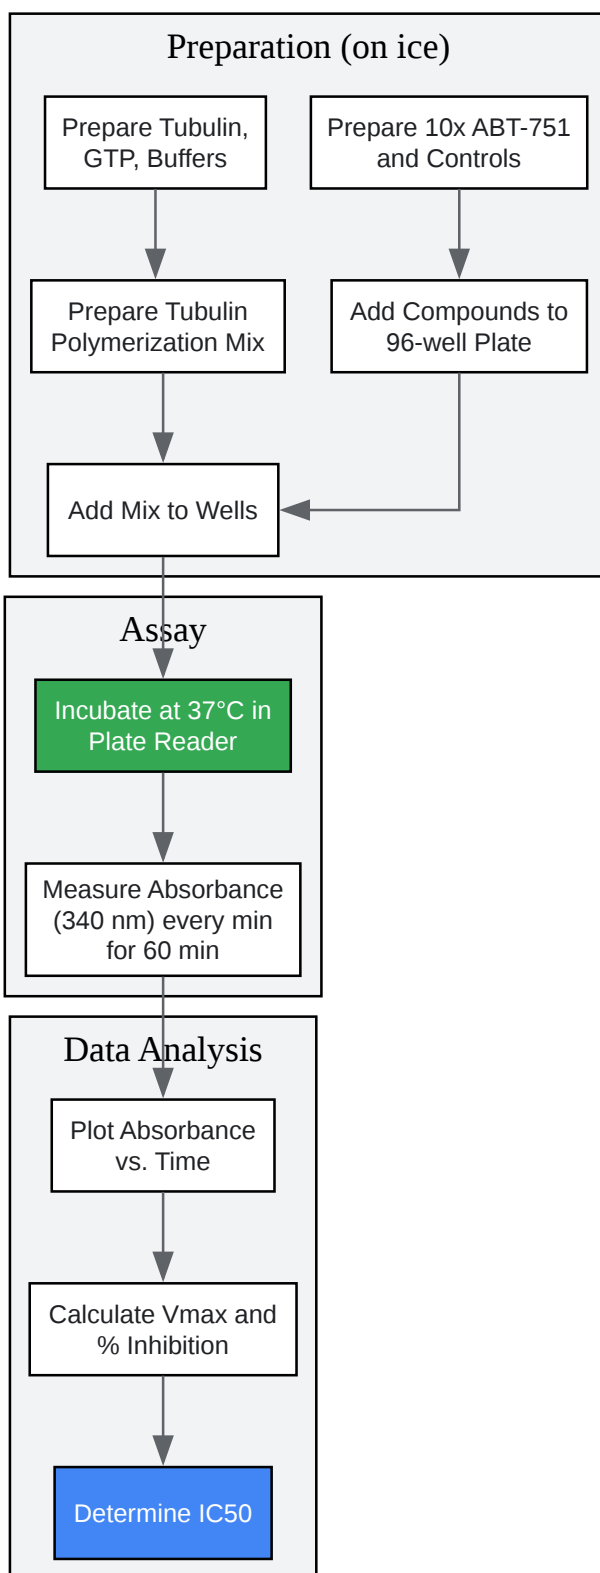 Preparation (on ice)
Prepare Tubulin,
GTP, Buffers
Prepare 10x ABT-751
and Controls
Prepare Tubulin
Polymerization Mix
Add Compounds to
96-well Plate
Add Mix to Wells
Assay
Incubate at 37°C in
Plate Reader
Measure Absorbance
(340 nm) every min
for 60 min
Data Analysis
Plot Absorbance
vs. Time
Calculate Vmax and
% Inhibition
Determine IC50